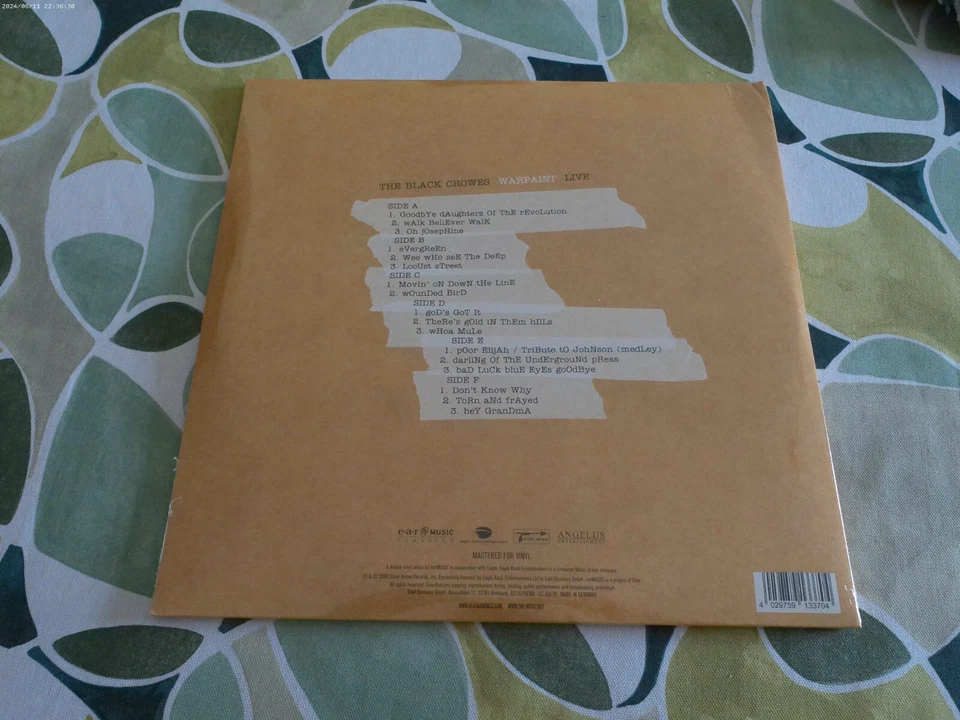 2024/06/11 22:36:30
THE BLACK CROWES WARPAINT LIVE
SIDE A
1. GoodbYe dAughters Of ThE rEvoLution
2. wAlk BeliEver WalK
3. Oh jOsepHine
SIDE B
1. eVergReEn
2. Wee wHo seE The DeEp
3. LocUst sTreet
SIDE C
1. MovIn' oN DowN tHe LinE
2. wOunDed BirD
SIDE D
1. goD's GoT It
2. TheRe's gOld iN ThEm hILls
3. wHoa MuLe
SIDE E
1. pOor ElijAh / TriBute tO JohNson (medLey)
2. darliNG Of ThE UndErgrouNd pRess
3. baD LuCk bluE EyEs goOdBye
SIDE F
1. Don't Know Why
2. ToRn aNd frAyed
3. heY GranDmA
e·a·r MUSIC
CLASSICS
ANGELUS
ENTERTAINMENT
MASTERED FOR VINYL
4 029759 133704